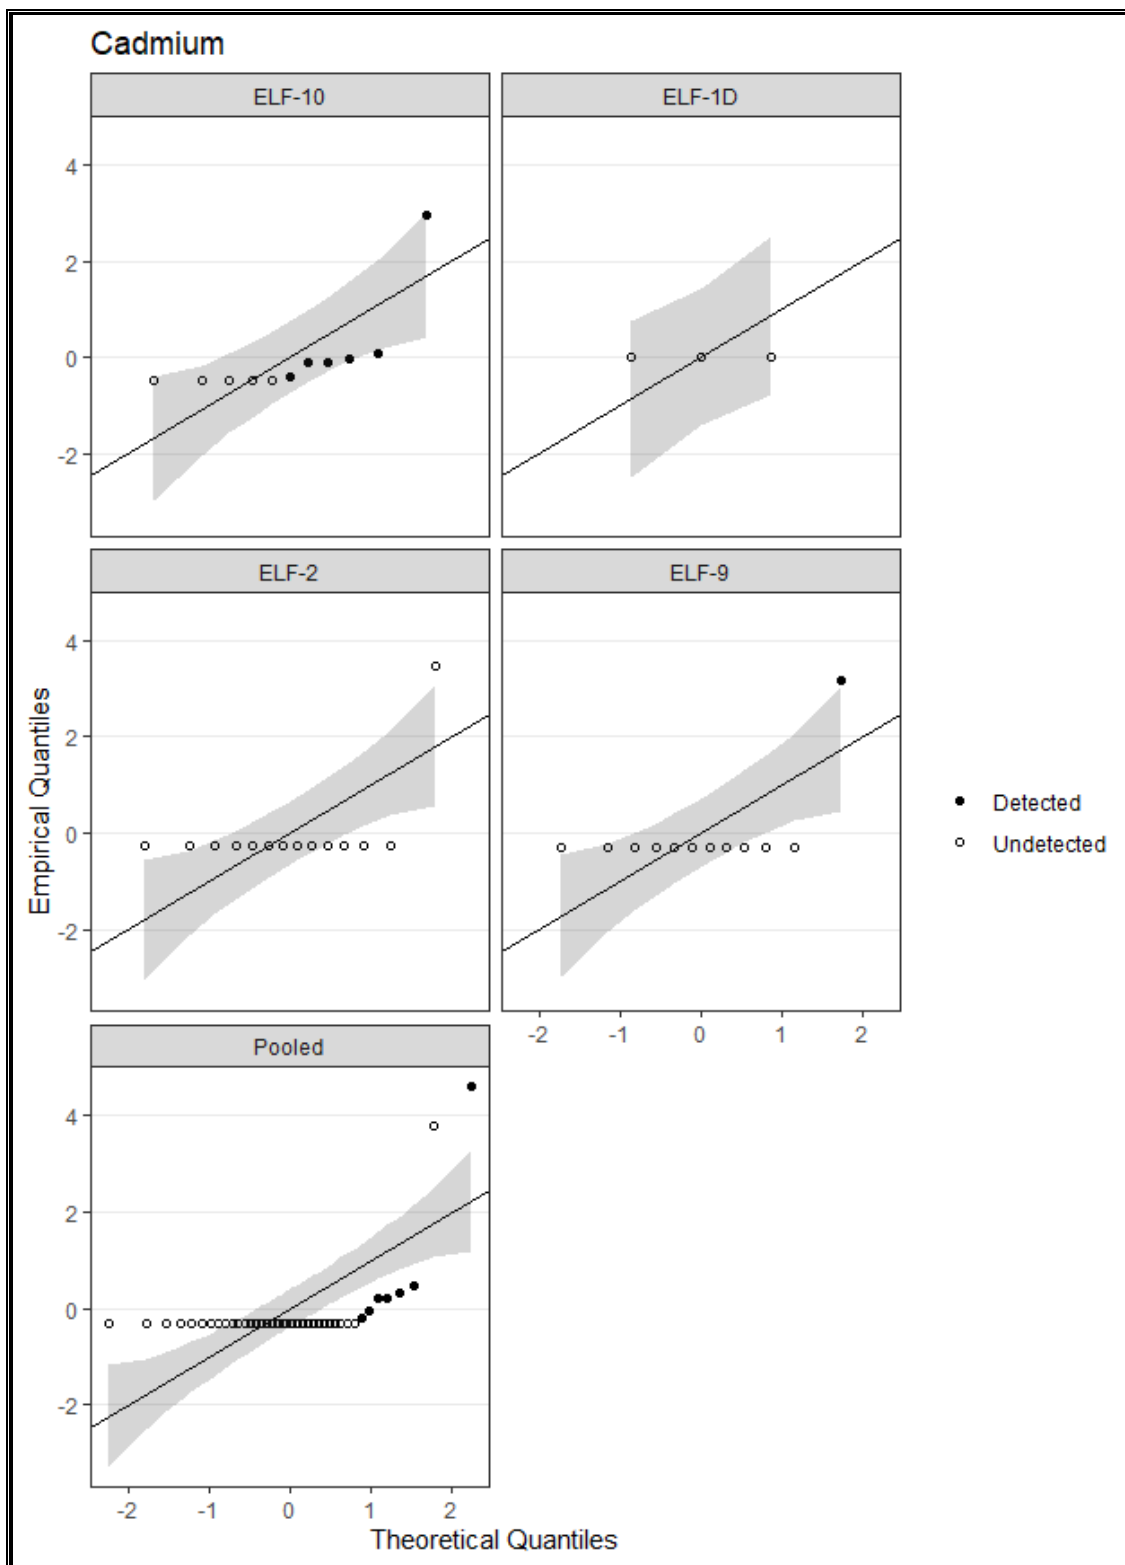 Cadmium
ELF-10
ELF-1D
4
2
0
-2
ELF-2
ELF-9
4
2
0
-2
-2 -1 0 1 2
Pooled
4
2
0
-2
-2 -1 0 1 2
Empirical Quantiles
Theoretical Quantiles
Detected
Undetected